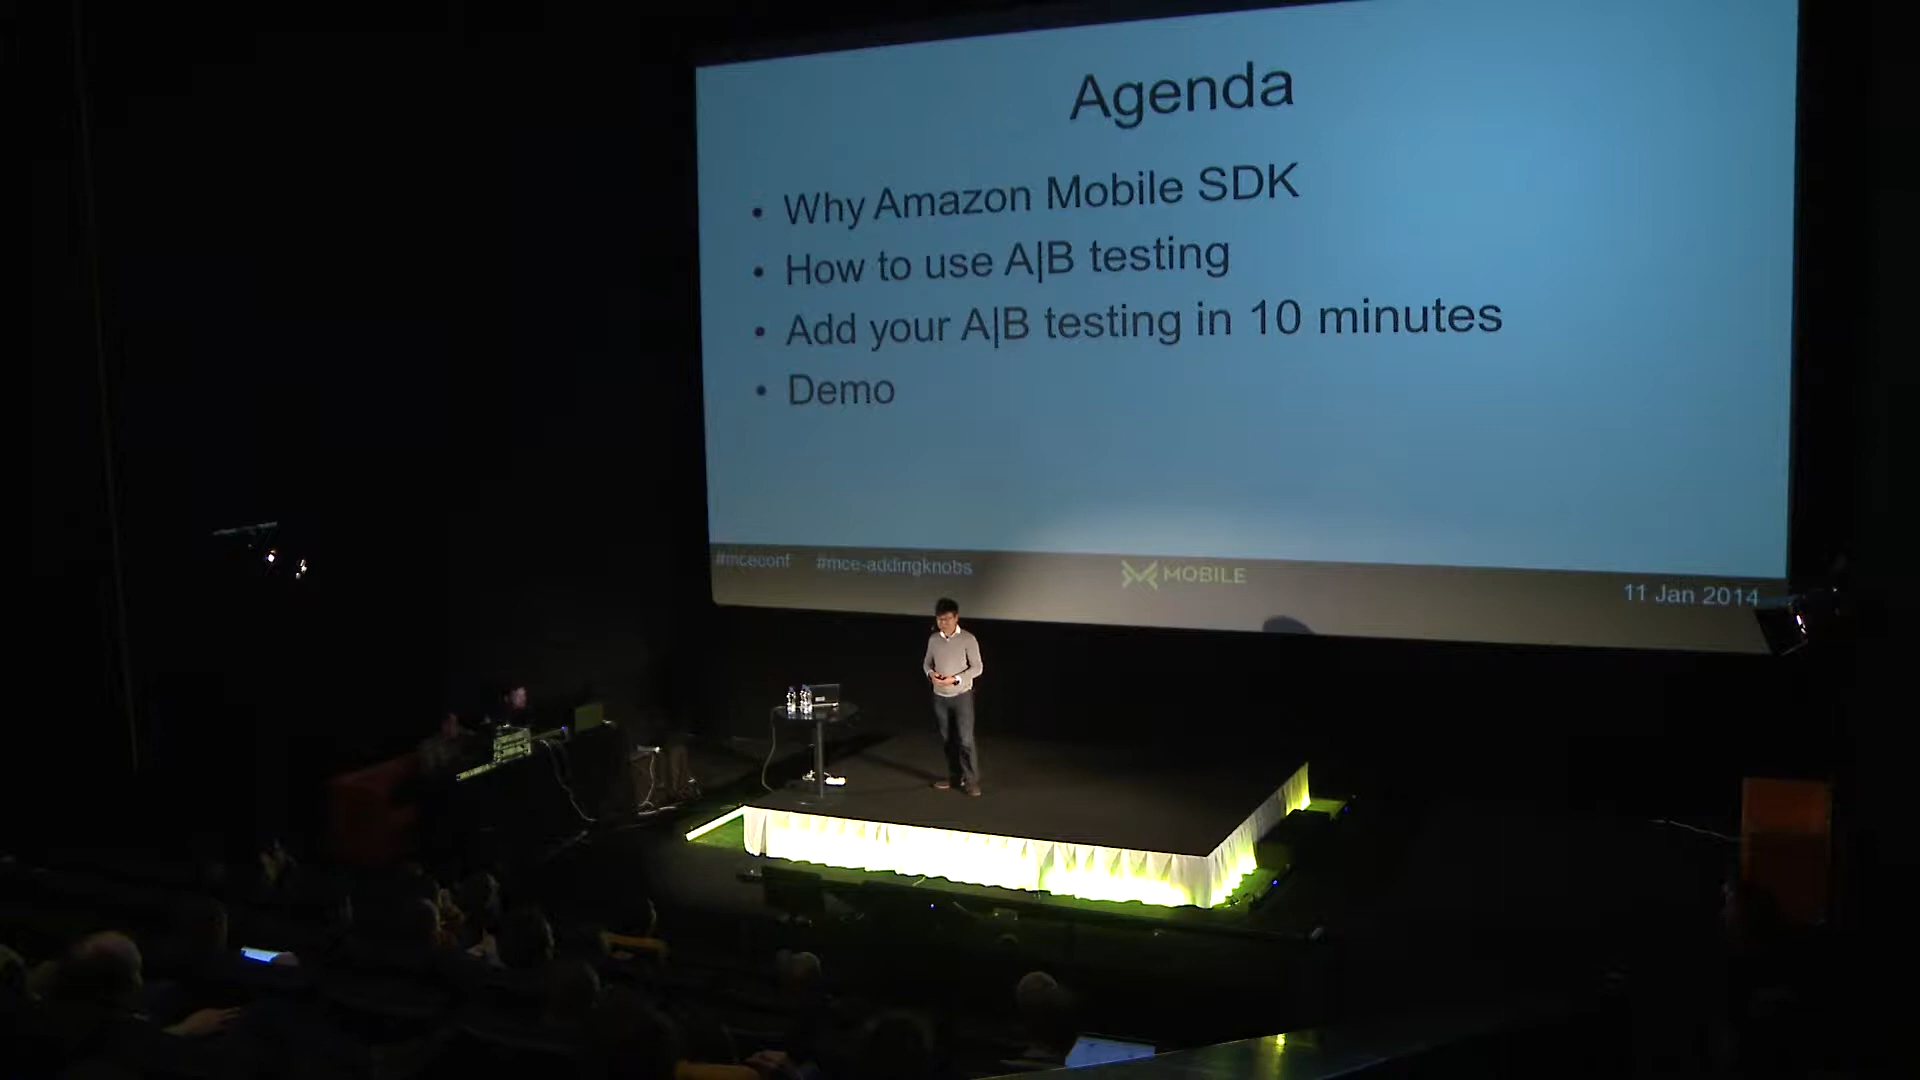 Agenda
• Why Amazon Mobile SDK
• How to use A|B testing
• Add your A|B testing in 10 minutes
• Demo
#mceconf #mce-addingknobs MOBILE 11 Jan 2014